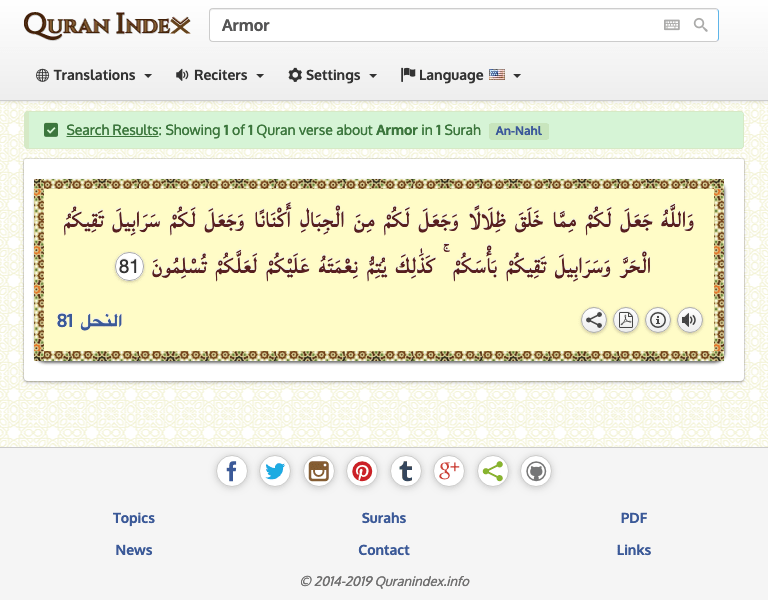 QURAN INDEX
Armor
Translations
Reciters
Settings
Language
Search Results: Showing 1 of 1 Quran verse about Armor in 1 Surah An-Nahl
وَاللَّهُ جَعَلَ لَكُم مِّمَّا خَلَقَ ظِلَالًا وَجَعَلَ لَكُم مِّنَ الْجِبَالِ أَكْنَانًا وَجَعَلَ لَكُمْ سَرَابِيلَ تَقِيكُمُ
الْحَرَّ وَسَرَابِيلَ تَقِيكُم بَأْسَكُمْ ۚ كَذَٰلِكَ يُتِمُّ نِعْمَتَهُ عَلَيْكُمْ لَعَلَّكُمْ تُسْلِمُونَ 81
النحل 81
Topics
Surahs
PDF
News
Contact
Links
© 2014-2019 Quranindex.info